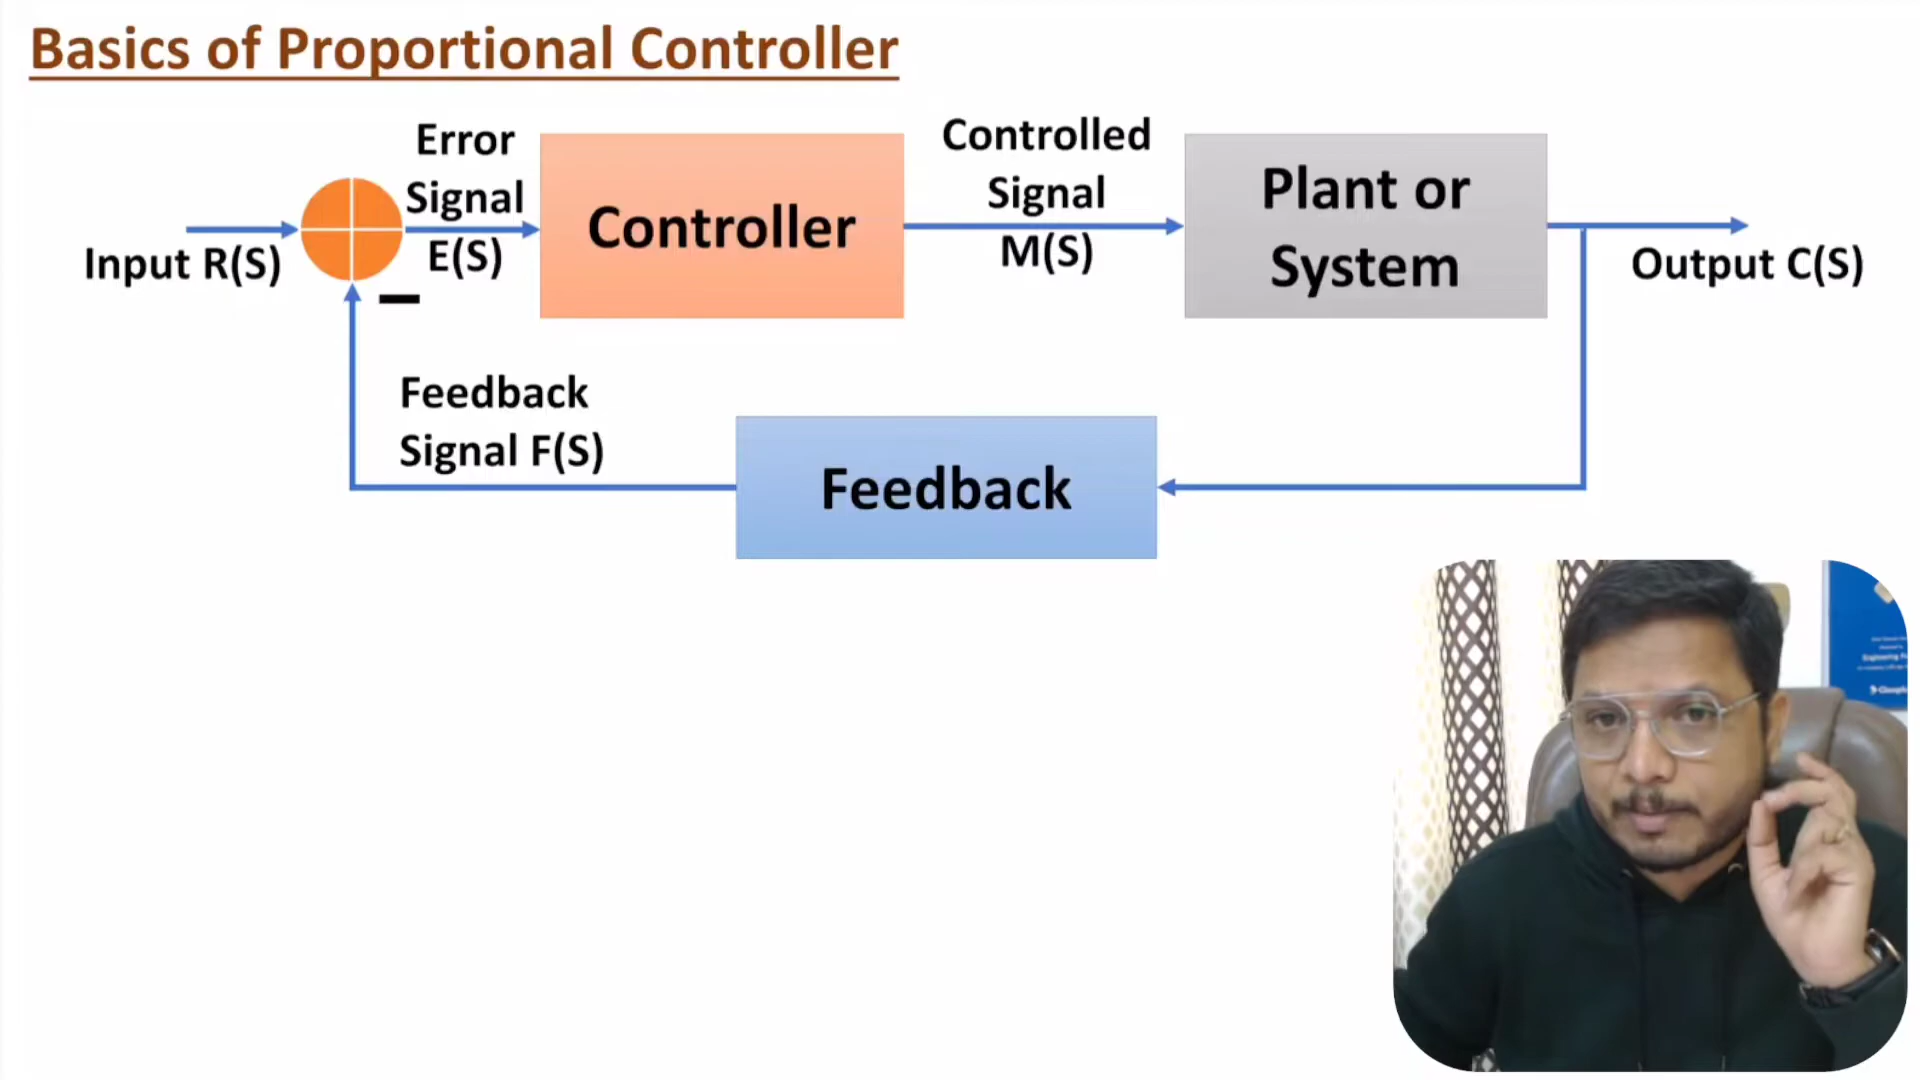 Basics of Proportional Controller
Error
Signal
E(S)
Input R(S)
Controller
Controlled
Signal
M(S)
Plant or
System
Output C(S)
Feedback
Signal F(S)
Feedback